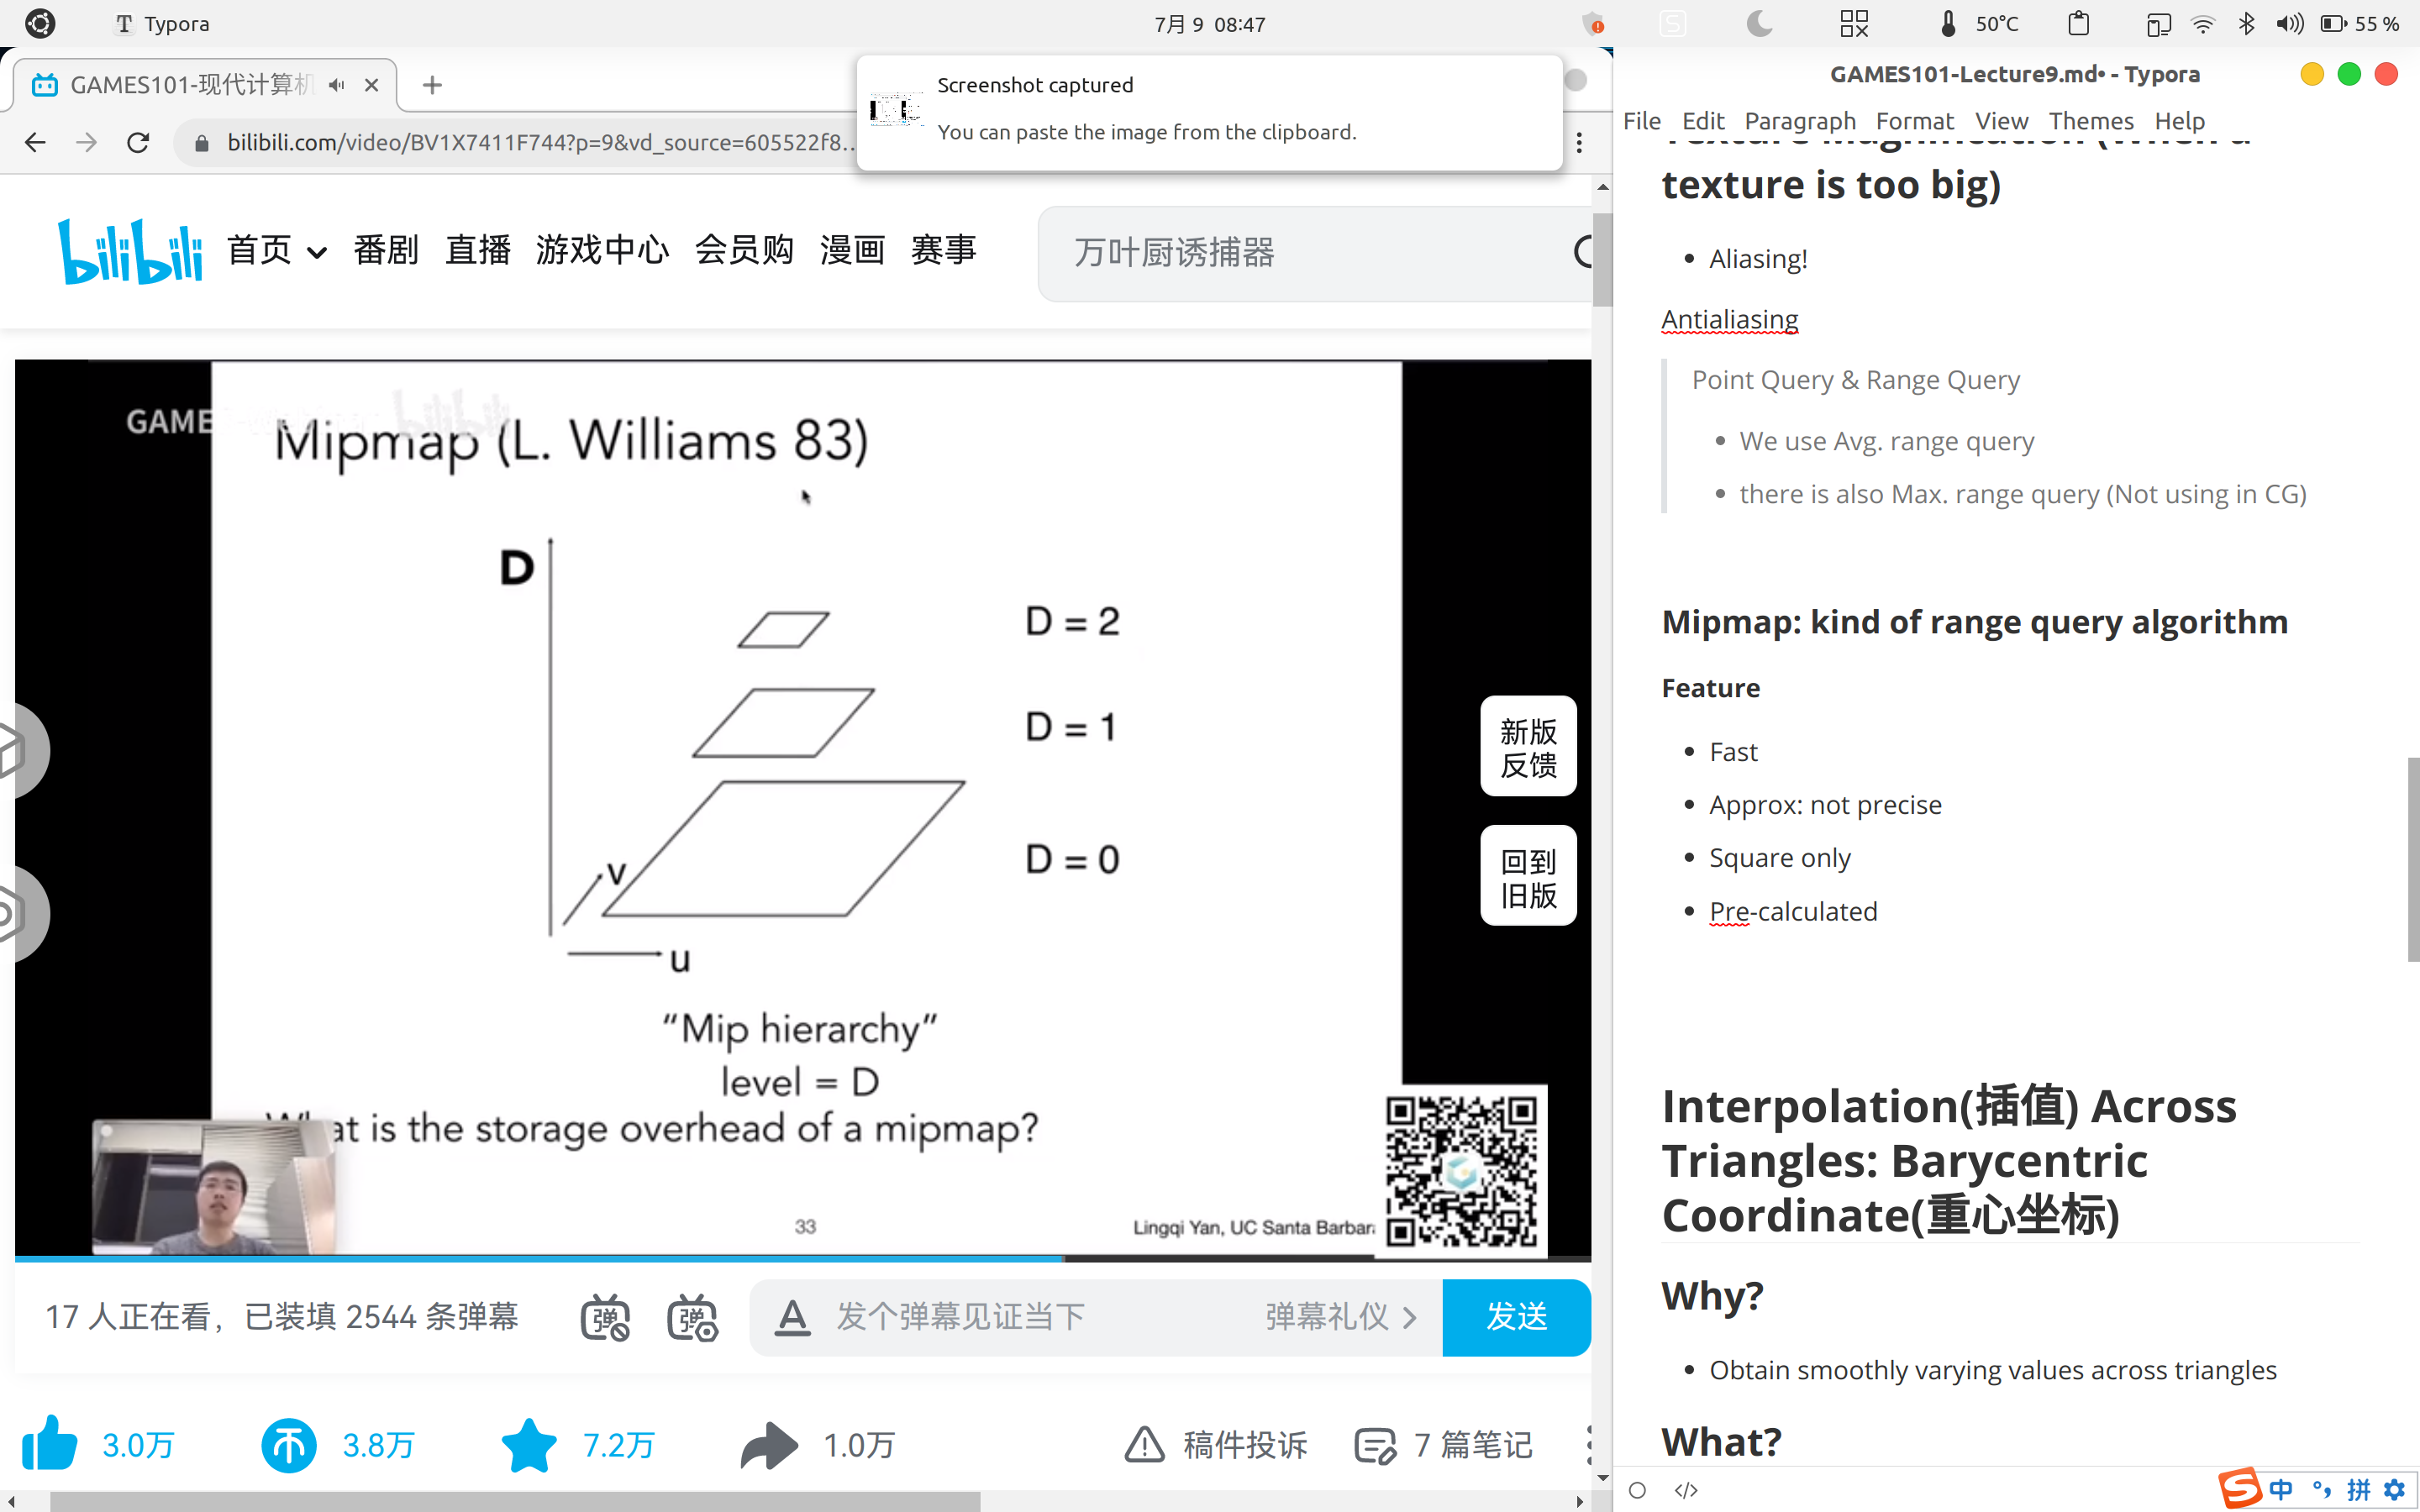 Typora
7月 9 08:47
50°C
55 %
GAMES101-现代计算机
Screenshot captured
You can paste the image from the clipboard.
bilibili.com/video/BV1X7411F744?p=9&vd_source=605522f8...
bilibili
首页 番剧 直播 游戏中心 会员购 漫画 赛事
万叶厨诱捕器
GAME
Mipmap (L. Williams 83)
D
D = 2
D = 1
D = 0
v
u
“Mip hierarchy”
level = D
What is the storage overhead of a mipmap?
33
Lingqi Yan, UC Santa Barbar
新版
反馈
回到
旧版
17 人正在看，已装填 2544 条弹幕
弹
弹
发个弹幕见证当下
弹幕礼仪 >
发送
3.0万
3.8万
7.2万
1.0万
稿件投诉
7 篇笔记
GAMES101-Lecture9.md• - Typora
File Edit Paragraph Format View Themes Help
Texture Magnification (When a
texture is too big)
Aliasing!
Antialiasing
Point Query & Range Query
We use Avg. range query
there is also Max. range query (Not using in CG)
Mipmap: kind of range query algorithm
Feature
Fast
Approx: not precise
Square only
Pre-calculated
Interpolation(插值) Across
Triangles: Barycentric
Coordinate(重心坐标)
Why?
Obtain smoothly varying values across triangles
What?
</>
S 中 °, 拼